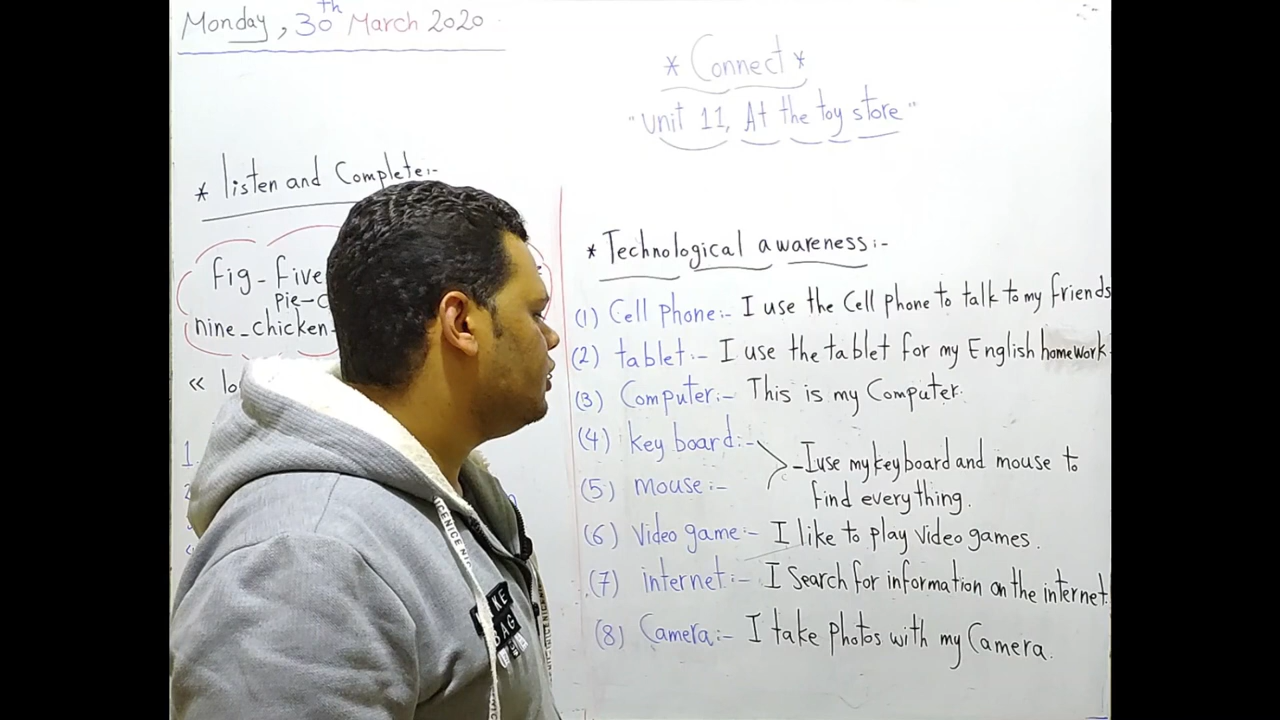 Monday, 30th March 2020
* Connect *
"Unit 11, At the toy store"
* listen and Complete:-
fig - five
pie-
nine - chicken -
<<
1.
* Technological awareness:-
(1) Cell phone:- I use the Cell phone to talk to my friends
(2) tablet:- I use the tablet for my English homework.
(3) Computer:- This is my Computer.
(4) key board:-
(5) mouse:-
- I use my keyboard and mouse to
find everything.
(6) Video game:- I like to play video games.
(7) internet:- I Search for information on the internet.
(8) Camera:- I take Photos with my Camera.